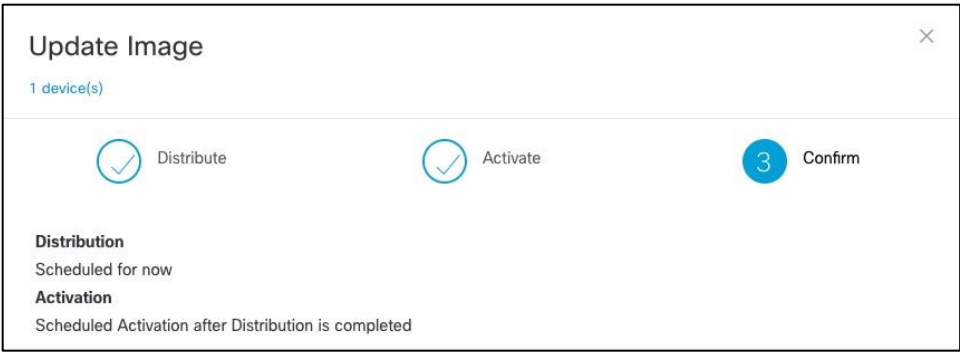 Update Image
1 device(s)
Distribute
Activate
3 Confirm
Distribution
Scheduled for now
Activation
Scheduled Activation after Distribution is completed